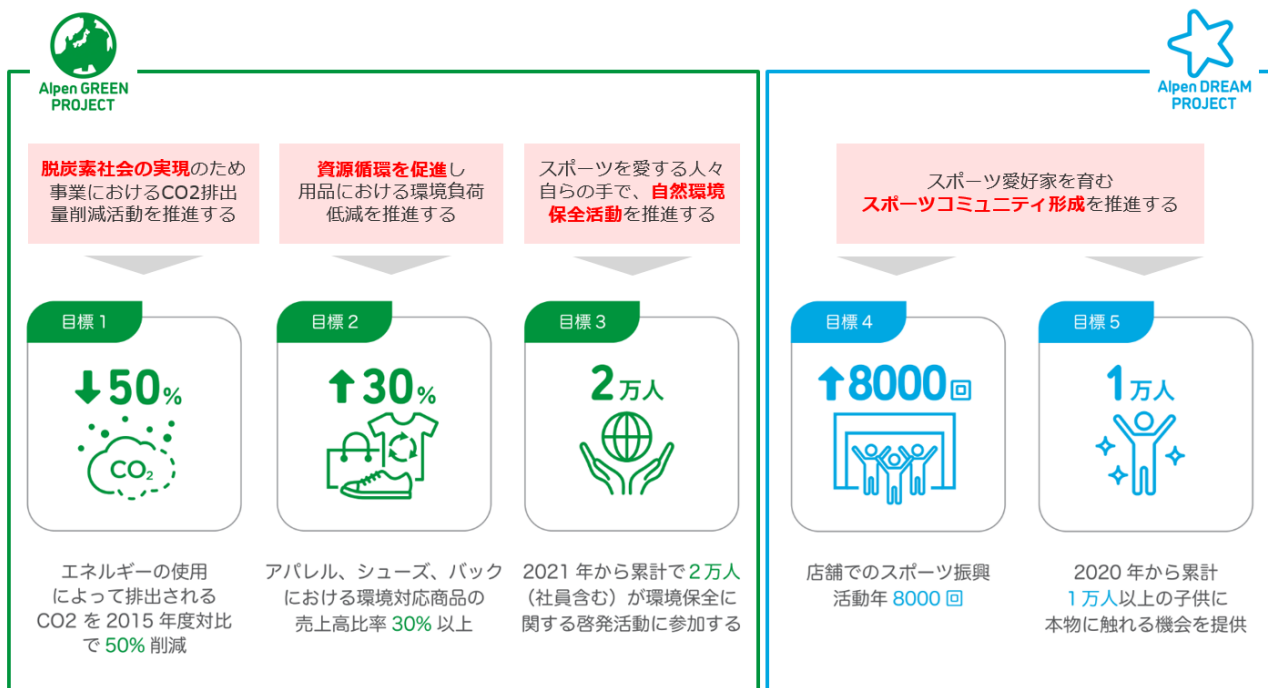 Alpen GREEN
PROJECT
Alpen DREAM
PROJECT
脱炭素社会の実現のため
事業におけるCO2排出
量削減活動を推進する
資源循環を促進し
用品における環境負荷
低減を推進する
スポーツを愛する人々
自らの手で、自然環境
保全活動を推進する
スポーツ愛好家を育む
スポーツコミュニティ形成を推進する
目標1
↓50%
CO₂
エネルギーの使用
によって排出される
CO2 を 2015 年度対比
で 50% 削減
目標2
↑30%
アパレル、シューズ、バック
における環境対応商品の
売上高比率 30% 以上
目標3
2万人
2021 年から累計で 2万人
（社員含む）が環境保全に
関する啓発活動に参加する
目標4
↑8000回
店舗でのスポーツ振興
活動年 8000 回
目標5
1万人
2020 年から累計
1万人以上の子供に
本物に触れる機会を提供